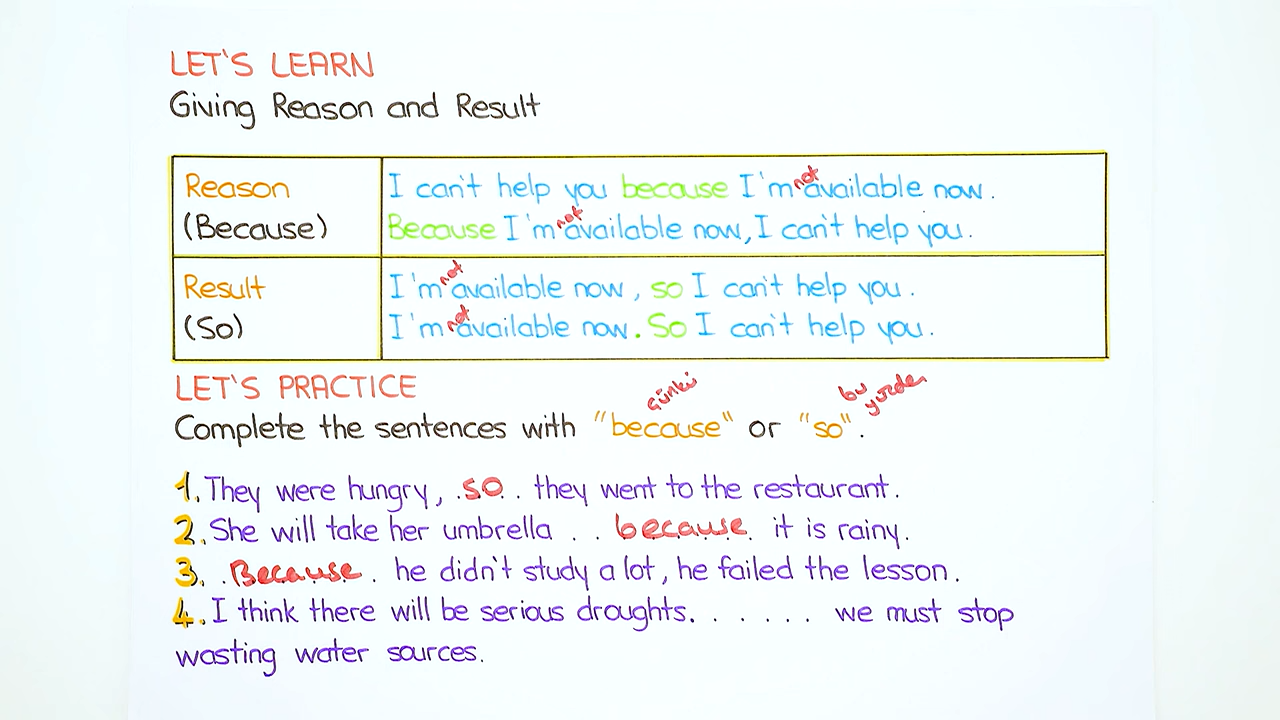 LET'S LEARN
Giving Reason and Result
Reason
(Because)
I can't help you because I'm not available now.
Because I'm not available now, I can't help you.
Result
(So)
I'm not available now, so I can't help you.
I'm not available now. So I can't help you.
LET'S PRACTICE
çünkü
bu yüzden
Complete the sentences with "because" or "so".
1. They were hungry, .so. . they went to the restaurant.
2. She will take her umbrella . . because. it is rainy.
3. . Because . he didn't study a lot, he failed the lesson.
4. I think there will be serious droughts. . . . . . . we must stop
wasting water sources.